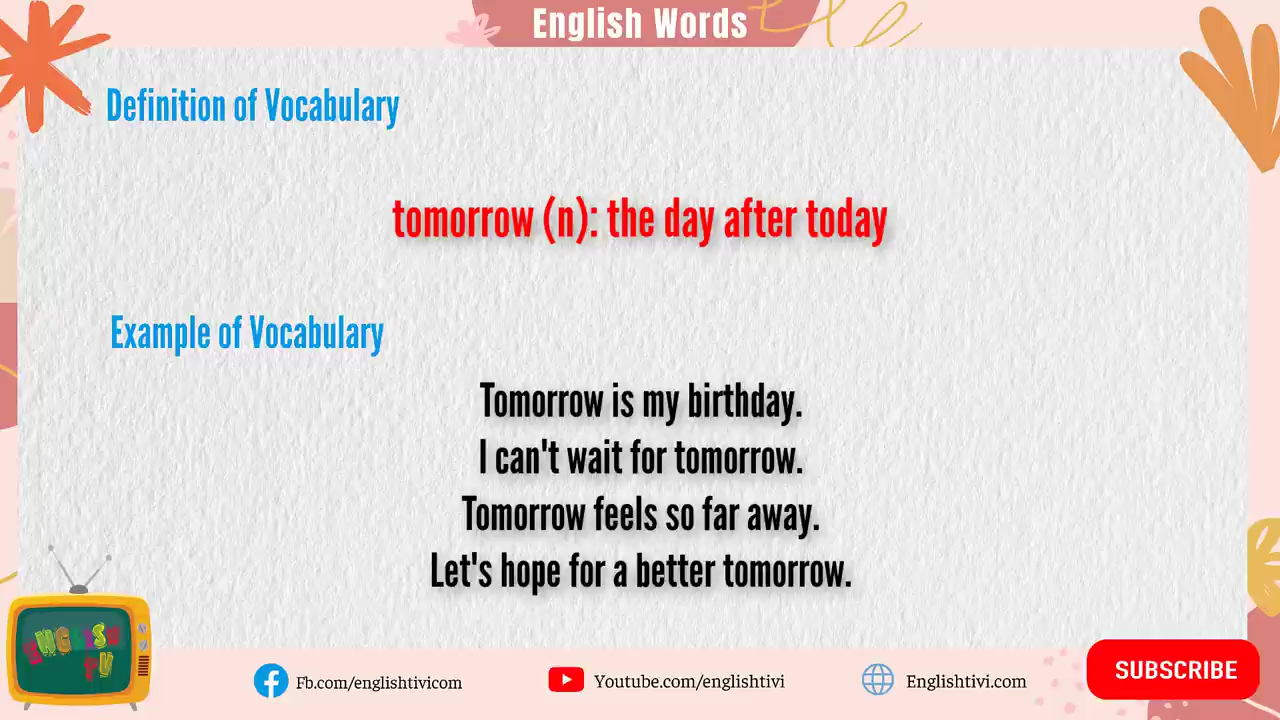 English Words
Definition of Vocabulary
tomorrow (n): the day after today
Example of Vocabulary
Tomorrow is my birthday.
I can't wait for tomorrow.
Tomorrow feels so far away.
Let's hope for a better tomorrow.
ENGLISH
TV
Fb.com/englishtivicom
Youtube.com/englishtivi
Englishtivi.com
SUBSCRIBE